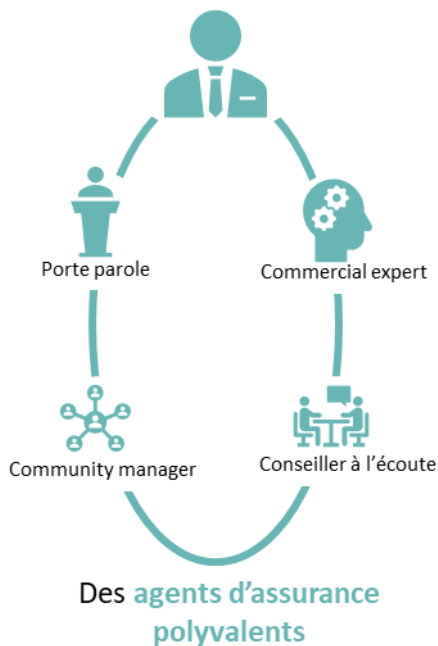 Porte parole
Commercial expert
Community manager
Conseiller à l'écoute
Des agents d'assurance
polyvalents